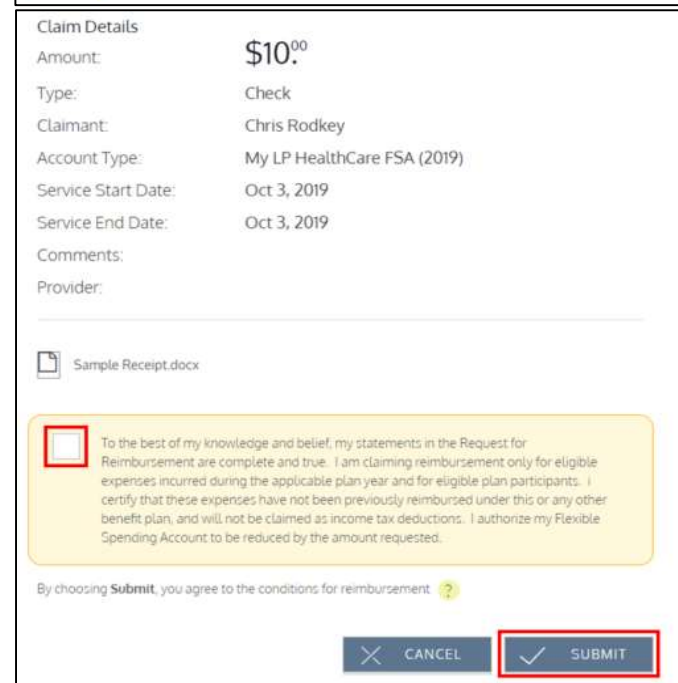 Claim Details
Amount: $10.00
Type: Check
Claimant: Chris Rodkey
Account Type: My LP HealthCare FSA (2019)
Service Start Date: Oct 3, 2019
Service End Date: Oct 3, 2019
Comments:
Provider:
Sample Receipt.docx
To the best of my knowledge and belief, my statements in the Request for
Reimbursement are complete and true. I am claiming reimbursement only for eligible
expenses incurred during the applicable plan year and for eligible plan participants. i
certify that these expenses have not been previously reimbursed under this or any other
benefit plan, and will not be claimed as income tax deductions. I authorize my Flexible
Spending Account to be reduced by the amount requested.
By choosing Submit, you agree to the conditions for reimbursement ?
CANCEL SUBMIT